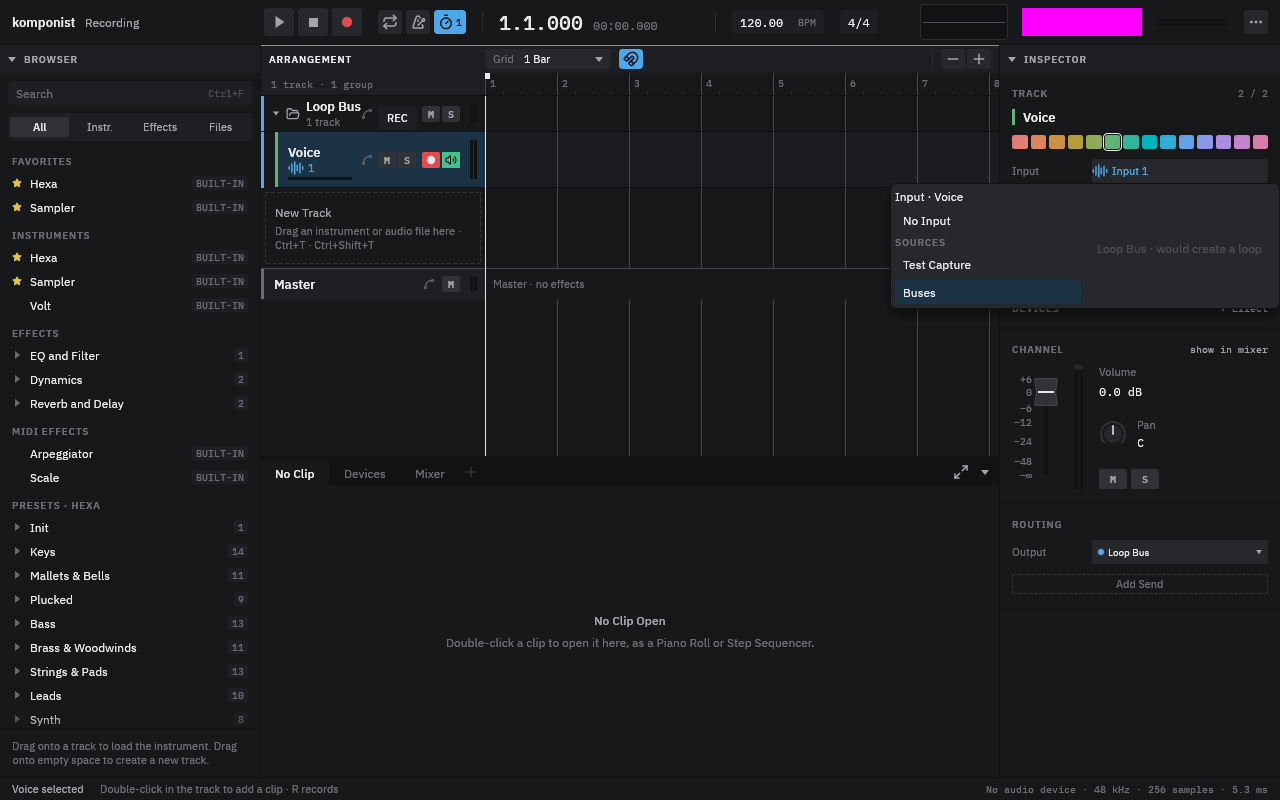 komponist Recording
1
1.1.000 00:00.000
120.00 BPM 4/4
BROWSER
Search Ctrl+F
All Instr. Effects Files
FAVORITES
Hexa BUILT-IN
Sampler BUILT-IN
INSTRUMENTS
Hexa BUILT-IN
Sampler BUILT-IN
Volt BUILT-IN
EFFECTS
EQ and Filter 1
Dynamics 2
Reverb and Delay 2
MIDI EFFECTS
Arpeggiator BUILT-IN
Scale BUILT-IN
PRESETS · HEXA
Init 1
Keys 14
Mallets & Bells 11
Plucked 9
Bass 13
Brass & Woodwinds 11
Strings & Pads 13
Leads 10
Synth 8
Drag onto a track to load the instrument. Drag
onto empty space to create a new track.
ARRANGEMENT
Grid 1 Bar
1 track · 1 group
1 2 3 4 5 6 7 8
Loop Bus
1 track
REC M S
Voice
1
M S
New Track
Drag an instrument or audio file here ·
Ctrl+T · Ctrl+Shift+T
Master M
Master · no effects
No Clip Devices Mixer
No Clip Open
Double-click a clip to open it here, as a Piano Roll or Step Sequencer.
INSPECTOR
TRACK 2 / 2
Voice
Input Input 1
Input · Voice
No Input
SOURCES
Loop Bus · would create a loop
Test Capture
Buses
DEVICES
Effect
CHANNEL show in mixer
+6
0
−6
−12
−24
−48
−∞
Volume
0.0 dB
Pan
C
M S
ROUTING
Output Loop Bus
Add Send
Voice selected Double-click in the track to add a clip · R records
No audio device · 48 kHz · 256 samples · 5.3 ms